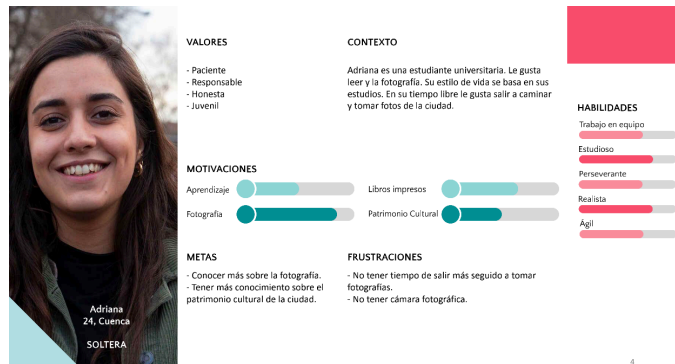 VALORES
- Paciente
- Responsable
- Honesta
- Juvenil
CONTEXTO
Adriana es una estudiante universitaria. Le gusta
leer y la fotografía. Su estilo de vida se basa en sus
estudios. En su tiempo libre le gusta salir a caminar
y tomar fotos de la ciudad.
MOTIVACIONES
Aprendizaje
Libros impresos
Fotografía
Patrimonio Cultural
METAS
- Conocer más sobre la fotografía.
- Tener más conocimiento sobre el
patrimonio cultural de la ciudad.
FRUSTRACIONES
- No tener tiempo de salir más seguido a tomar
fotografías.
- No tener cámara fotográfica.
HABILIDADES
Trabajo en equipo
Estudioso
Perseverante
Realista
Ágil
Adriana
24, Cuenca
SOLTERA
4